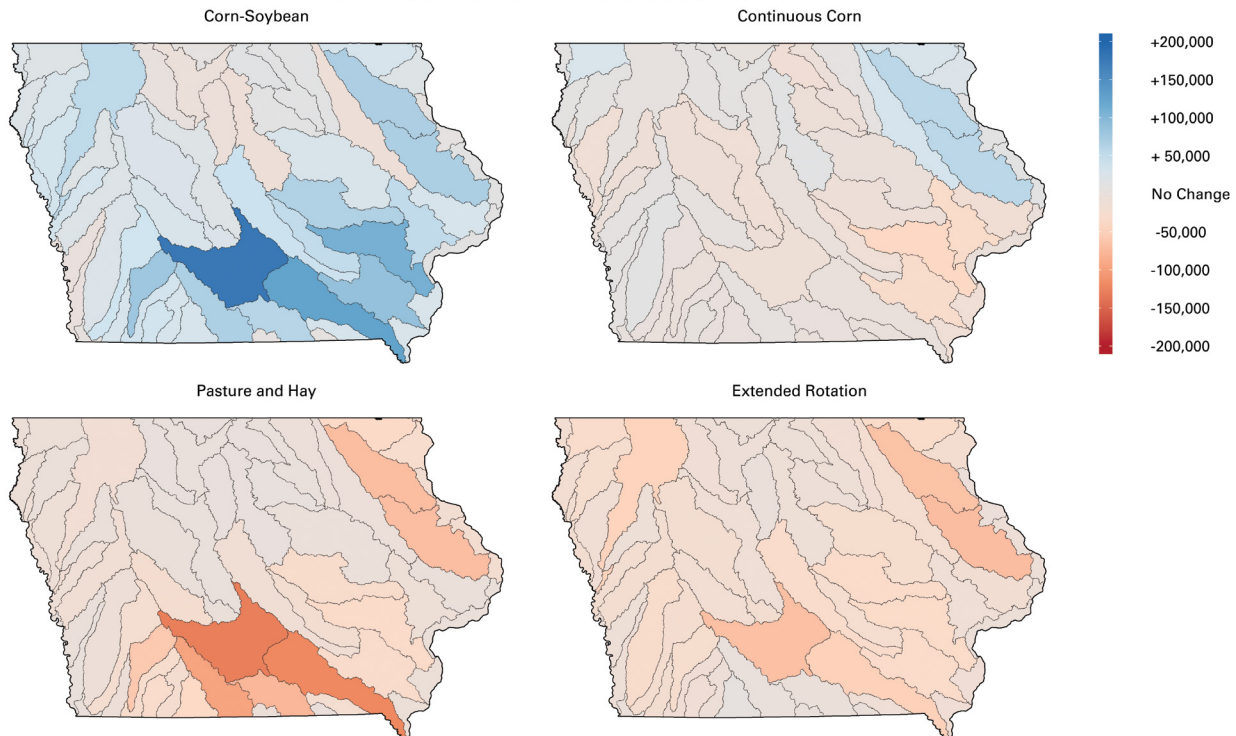 Corn-Soybean
Continuous Corn
+200,000
+150,000
+100,000
+ 50,000
No Change
-50,000
-100,000
-150,000
-200,000
Pasture and Hay
Extended Rotation